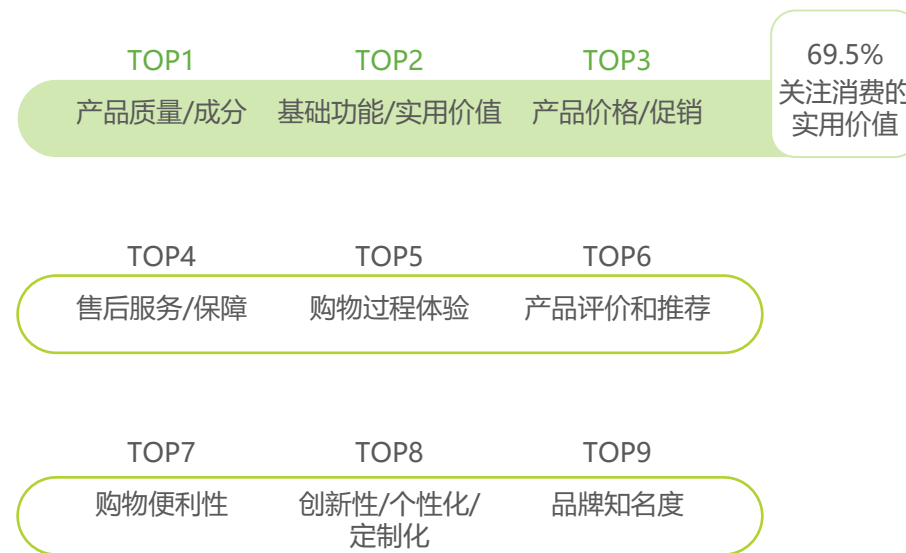 TOP1 TOP2 TOP3
产品质量/成分 基础功能/实用价值 产品价格/促销
69.5%
关注消费的
实用价值
TOP4 TOP5 TOP6
售后服务/保障 购物过程体验 产品评价和推荐
TOP7 TOP8 TOP9
购物便利性 创新性/个性化/ 品牌知名度
定制化